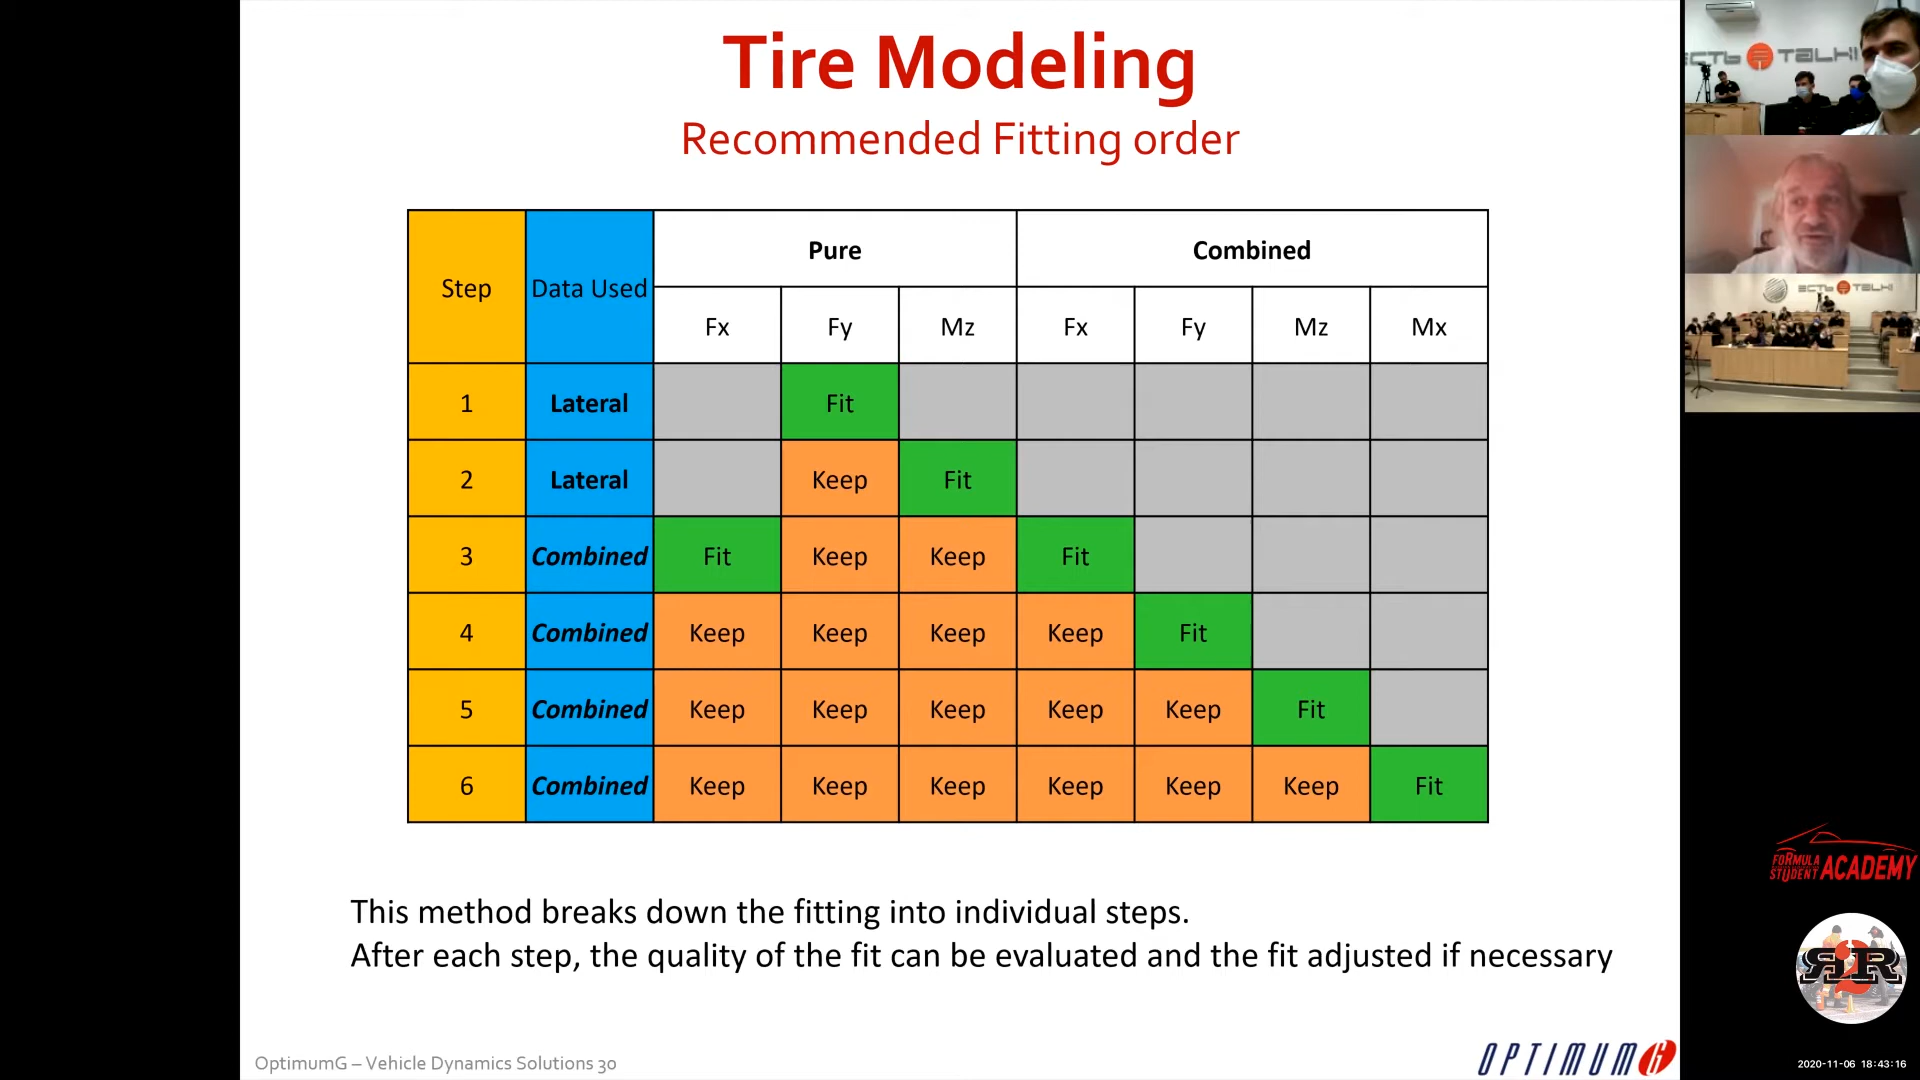 Tire Modeling
Recommended Fitting order
Step Data Used Pure Combined
Fx Fy Mz Fx Fy Mz Mx
1 Lateral Fit
2 Lateral Keep Fit
3 Combined Fit Keep Keep Fit
4 Combined Keep Keep Keep Keep Fit
5 Combined Keep Keep Keep Keep Keep Fit
6 Combined Keep Keep Keep Keep Keep Keep Fit
This method breaks down the fitting into individual steps.
After each step, the quality of the fit can be evaluated and the fit adjusted if necessary
OptimumG – Vehicle Dynamics Solutions 30
OPTIMUMG
FORMULA STUDENT ACADEMY
2020-11-06 18:43:16